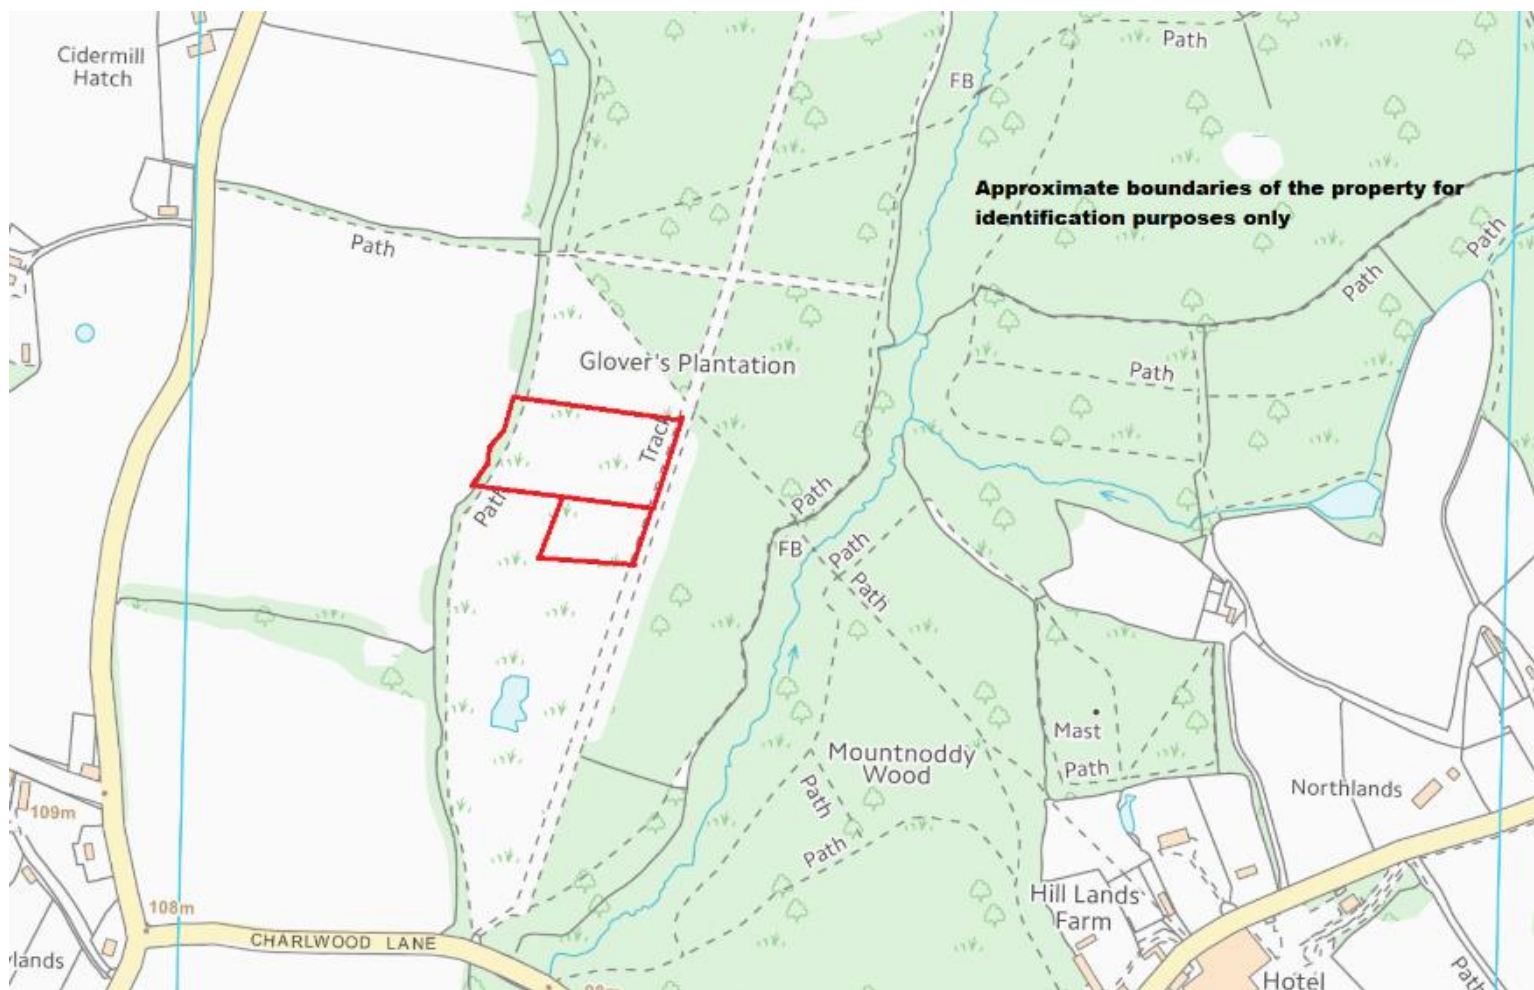 Cidermill
Hatch
Path
FB
Approximate boundaries of the property for
identification purposes only
Path
Path
Path
Path
Glover's Plantation
Path
Track
Path
Path
FB
Path
Path
Mast
Path
Mountnoddy
Wood
Path
Path
Northlands
109m
108m
CHARLWOOD LANE
Hill Lands
Farm
lands
Hotel
Path